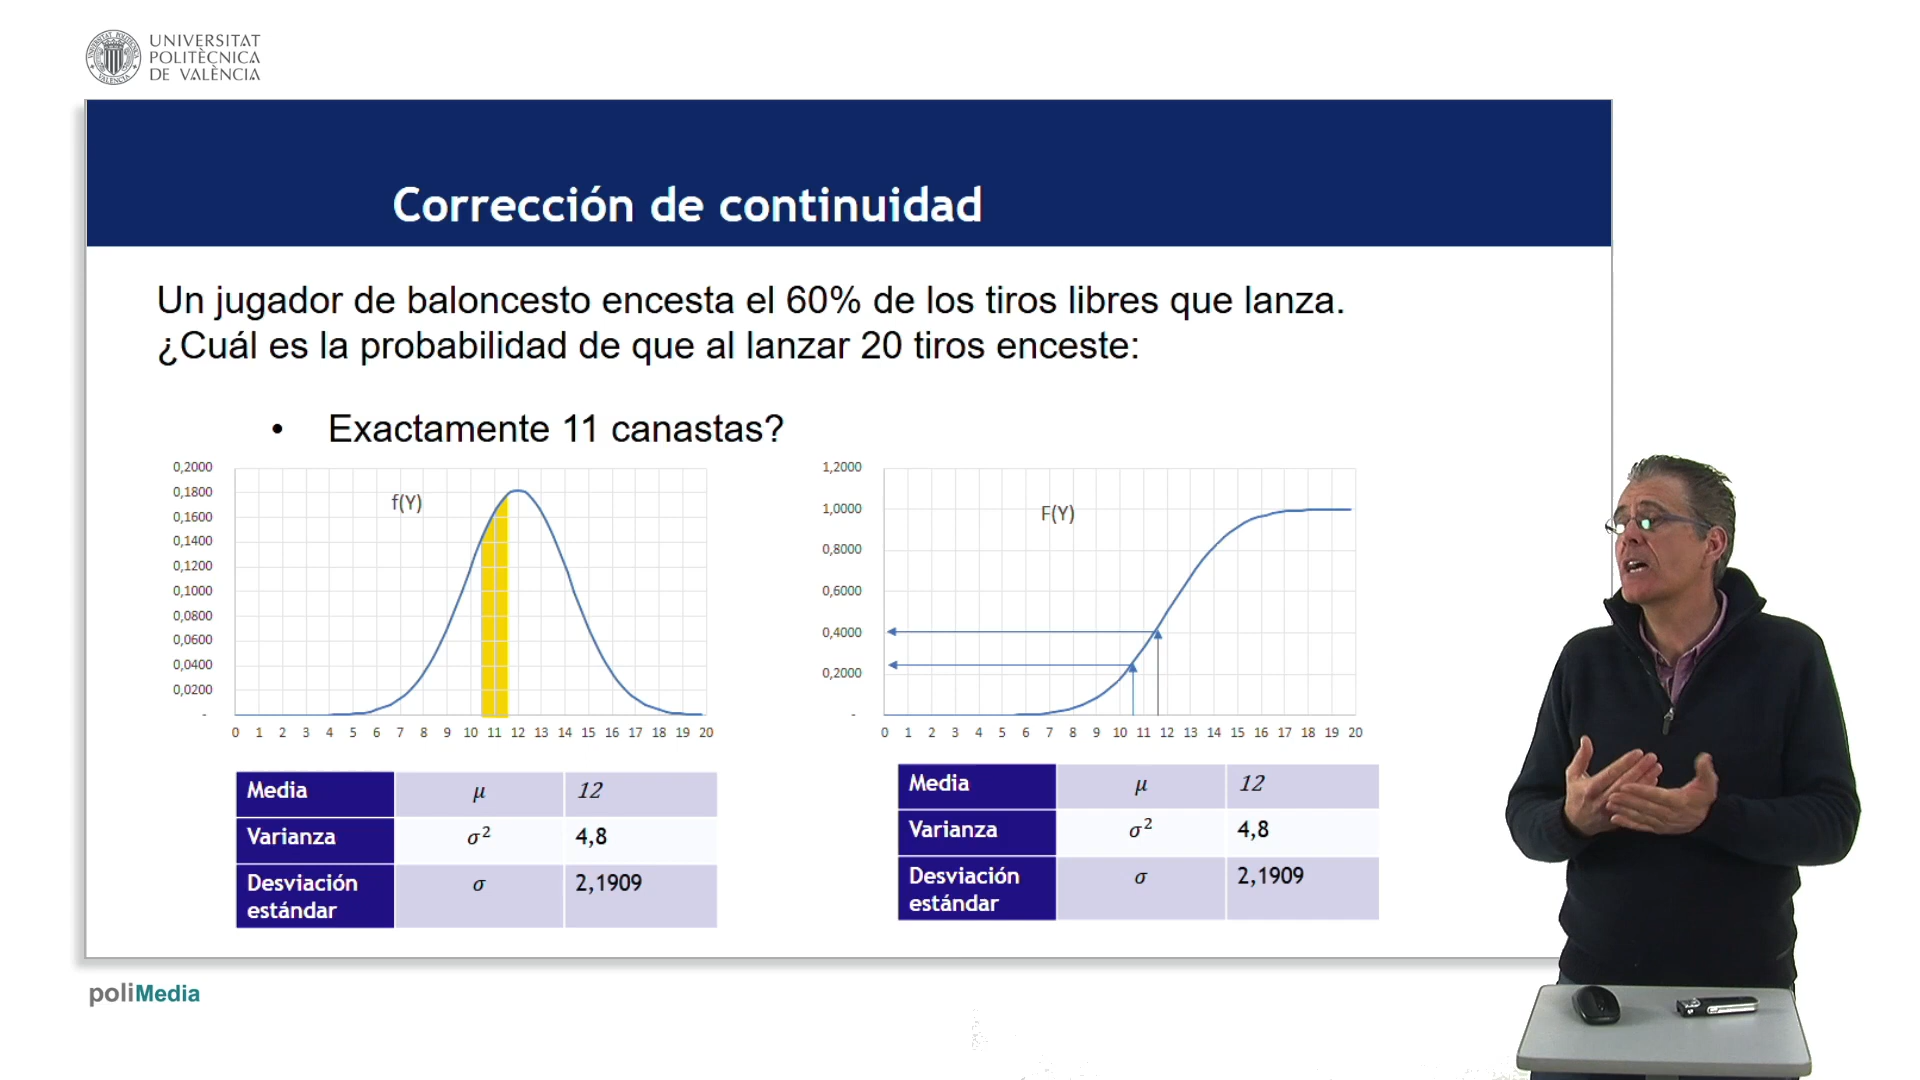 UNIVERSITAT
POLITÈCNICA
DE VALÈNCIA
Corrección de continuidad
Un jugador de baloncesto encesta el 60% de los tiros libres que lanza.
¿Cuál es la probabilidad de que al lanzar 20 tiros enceste:
• Exactamente 11 canastas?
0,2000
0,1800
0,1600
0,1400
0,1200
0,1000
0,0800
0,0600
0,0400
0,0200
-
f(Y)
0 1 2 3 4 5 6 7 8 9 10 11 12 13 14 15 16 17 18 19 20
1,2000
1,0000
0,8000
0,6000
0,4000
0,2000
-
F(Y)
0 1 2 3 4 5 6 7 8 9 10 11 12 13 14 15 16 17 18 19 20
Media μ 12
Varianza σ² 4,8
Desviación estándar σ 2,1909
Media μ 12
Varianza σ² 4,8
Desviación estándar σ 2,1909
poliMedia